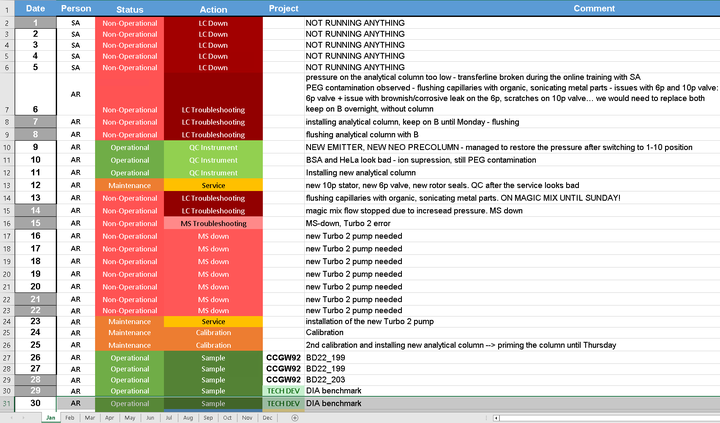 1 Date Person Status Action Project Comment
2 1 SA Non-Operational LC Down NOT RUNNING ANYTHING
3 2 SA Non-Operational LC Down NOT RUNNING ANYTHING
4 3 SA Non-Operational LC Down NOT RUNNING ANYTHING
5 4 SA Non-Operational LC Down NOT RUNNING ANYTHING
6 5 SA Non-Operational LC Down NOT RUNNING ANYTHING
pressure on the analytical column too low - transferline broken during the online training with SA
PEG contamination observed - flushing capillaries with organic, sonicating metal parts - issues with 6p and 10p valve:
6p valve + issue with brownish/corrosive leak on the 6p, scratches on 10p valve... we would need to replace both
7 6 AR Non-Operational LC Troubleshooting keep on B overnight, without column
8 7 AR Non-Operational LC Troubleshooting installing analytical column, keep on B until Monday - flushing
9 8 AR Non-Operational LC Troubleshooting flushing analytical column with B
10 9 AR Operational QC Instrument NEW EMITTER, NEW NEO PRECOLUMN - managed to restore the pressure after switching to 1-10 position
11 10 AR Operational QC Instrument BSA and HeLa look bad - ion supression, still PEG contamination
12 11 AR Operational QC Instrument Installing new analytical column
13 12 AR Maintenance Service new 10p stator, new 6p valve, new rotor seals. QC after the service looks bad
14 13 AR Non-Operational LC Troubleshooting flushing capillaries with organic, sonicating metal parts. ON MAGIC MIX UNTIL SUNDAY!
15 14 AR Non-Operational LC Troubleshooting magic mix flow stopped due to incresead pressure. MS down
16 15 AR Non-Operational MS Troubleshooting MS-down, Turbo 2 error
17 16 AR Non-Operational MS down new Turbo 2 pump needed
18 17 AR Non-Operational MS down new Turbo 2 pump needed
19 18 AR Non-Operational MS down new Turbo 2 pump needed
20 19 AR Non-Operational MS down new Turbo 2 pump needed
21 20 AR Non-Operational MS down new Turbo 2 pump needed
22 21 AR Non-Operational MS down new Turbo 2 pump needed
23 22 AR Non-Operational MS down new Turbo 2 pump needed
24 23 AR Maintenance Service installation of the new Turbo 2 pump
25 24 AR Maintenance Calibration Calibration
26 25 AR Maintenance Calibration 2nd calibration and installing new analytical column --> priming the column until Thursday
27 26 AR Operational Sample CCGW92 BD22_199
28 27 AR Operational Sample CCGW92 BD22_199
29 28 AR Operational Sample CCGW92 BD22_203
30 29 AR Operational Sample TECH DEV DIA benchmark
31 30 AR Operational Sample TECH DEV DIA benchmark
Jan Feb Mar Apr May Jun Jul Aug Sep Oct Nov Dec